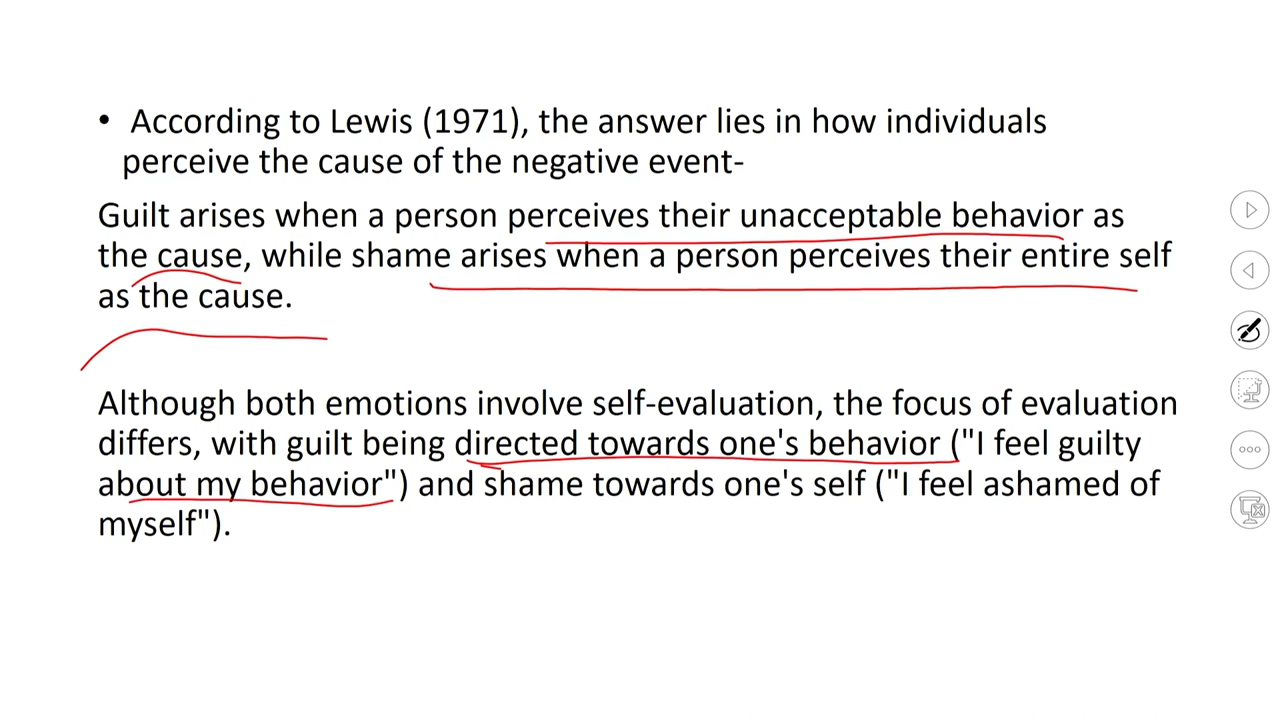 • According to Lewis (1971), the answer lies in how individuals
perceive the cause of the negative event-
Guilt arises when a person perceives their unacceptable behavior as
the cause, while shame arises when a person perceives their entire self
as the cause.
Although both emotions involve self-evaluation, the focus of evaluation
differs, with guilt being directed towards one's behavior ("I feel guilty
about my behavior") and shame towards one's self ("I feel ashamed of
myself").